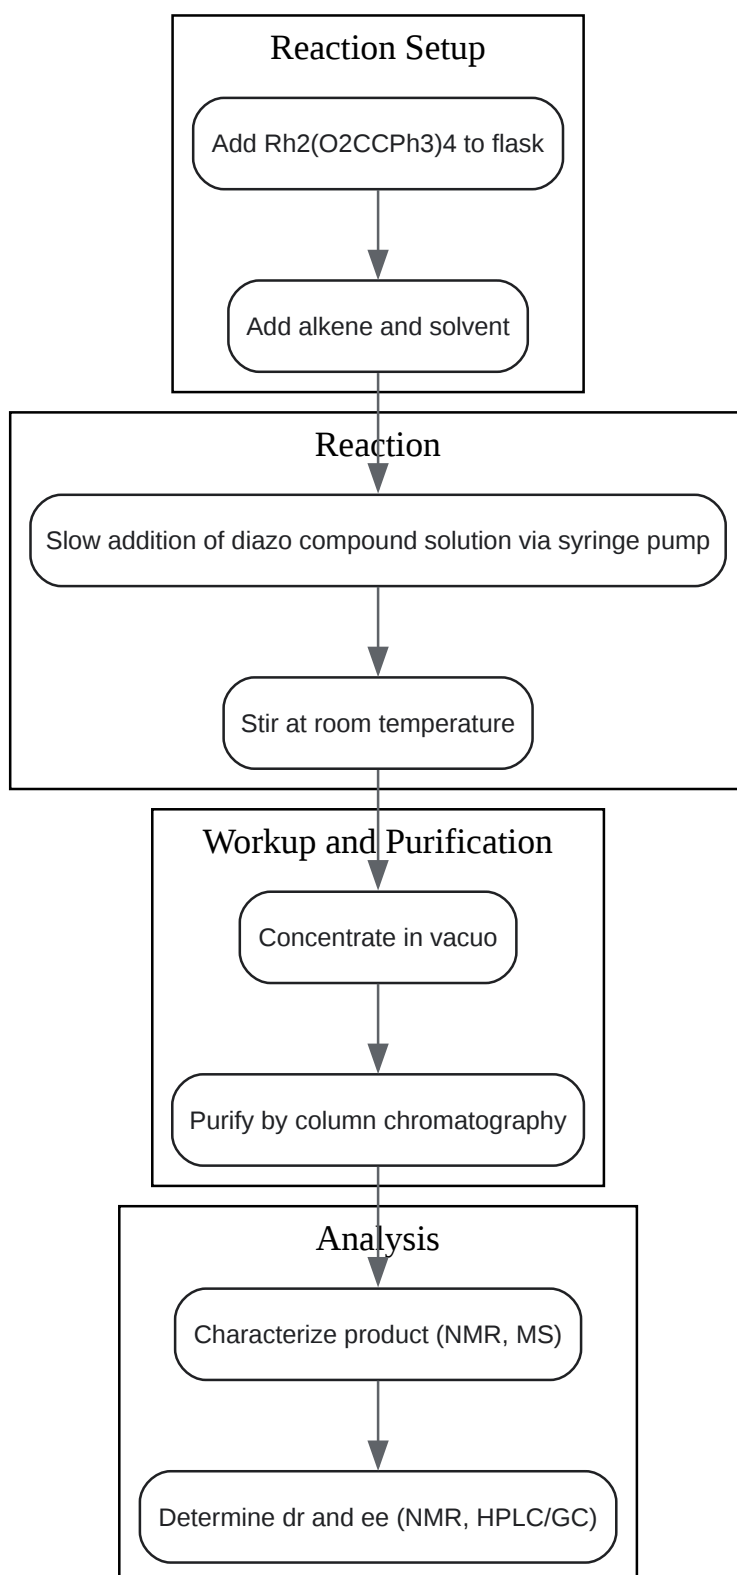 Reaction Setup
Add Rh2(O2CCPh3)4 to flask
Add alkene and solvent
Reaction
Slow addition of diazo compound solution via syringe pump
Stir at room temperature
Workup and Purification
Concentrate in vacuo
Purify by column chromatography
Analysis
Characterize product (NMR, MS)
Determine dr and ee (NMR, HPLC/GC)